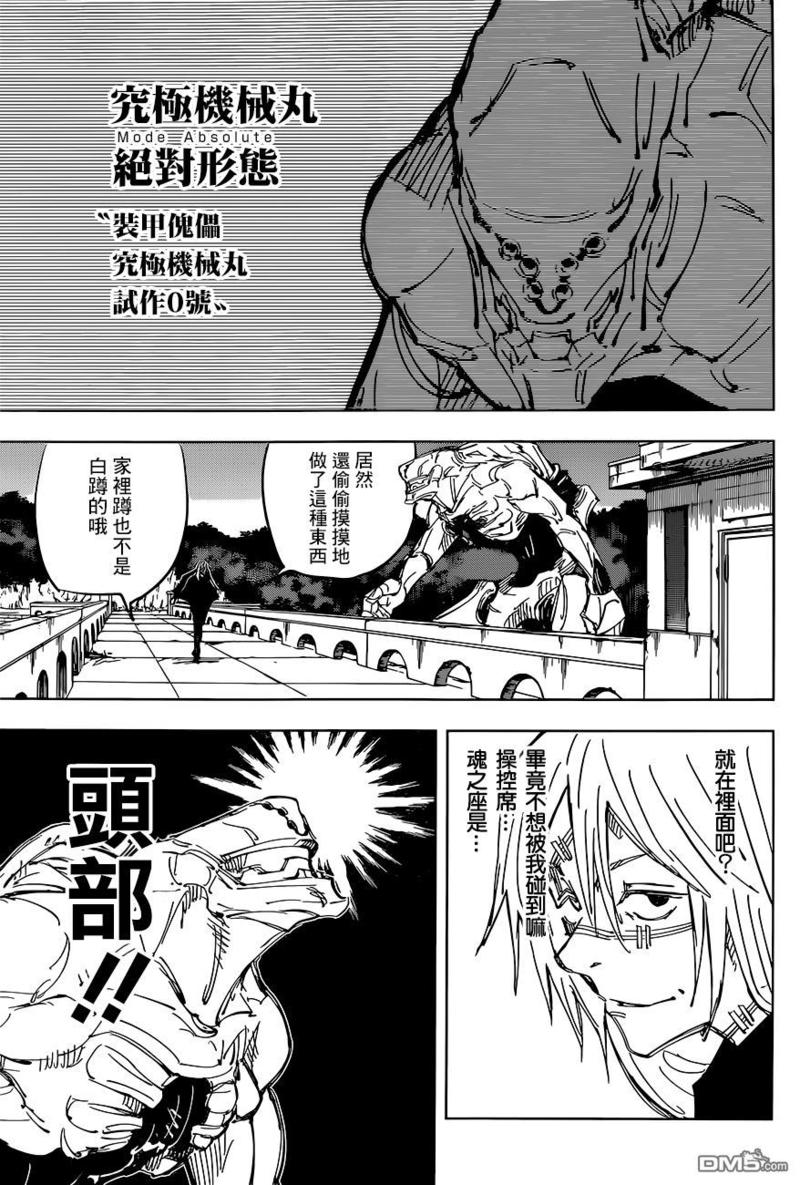 究極機械丸
Mode Absolute
絕對形態
〝裝甲傀儡
究極機械丸
試作0號〟
居然
還偷偷摸摸地
做了這種東西
家裡蹲也不是
白蹲的哦
就在裡面吧?
畢竟不想被我碰到嘛
操控席…
魂之座是…
頭部!!
DM5.com